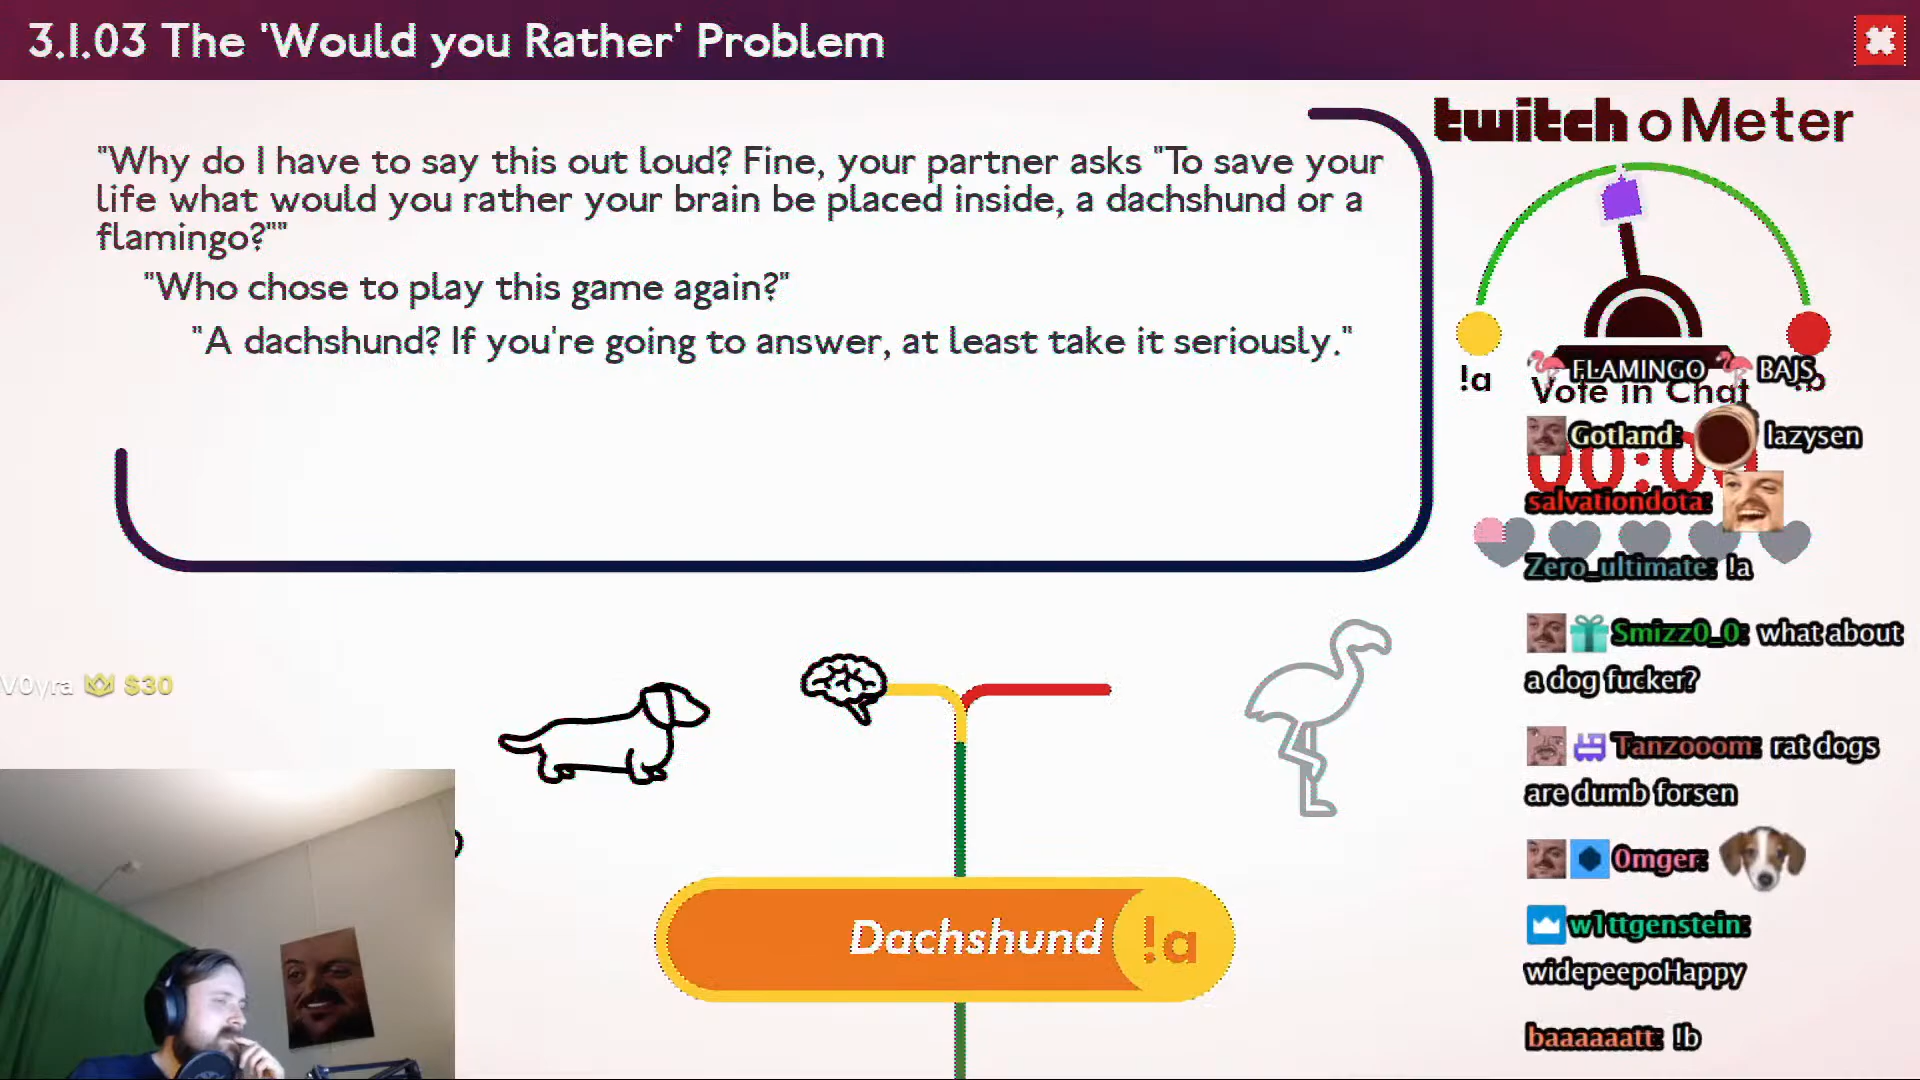 3.1.03 The 'Would you Rather' Problem
"Why do I have to say this out loud? Fine, your partner asks "To save your
life what would you rather your brain be placed inside, a dachshund or a
flamingo?""
"Who chose to play this game again?"
"A dachshund? If you're going to answer, at least take it seriously."
twitch o Meter
!a
Vote in Chat
FLAMINGO BAJS
Gotland: lazysen
salvationdota:
Zero_ultimate: !a
Smizz0_0: what about
a dog fucker?
Tanzooom: rat dogs
are dumb forsen
0mger:
w1ttgenstein:
widepeepoHappy
baaaaaatt: !b
V0yra $30
Dachshund !a